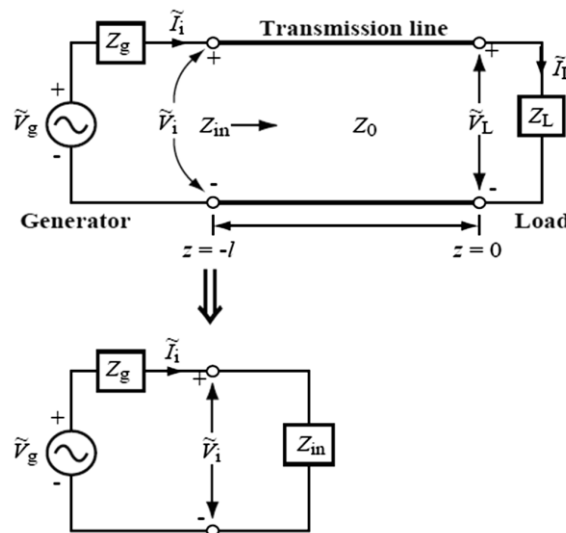 Transmission line
Z_g
Ĩ_i
+
+
+
Ĩ_L
Ṽ_g
Ṽ_i
Z_in
Z_0
Ṽ_L
Z_L
-
-
-
Generator
Load
z = -l
z = 0
Z_g
Ĩ_i
+
+
Ṽ_g
Ṽ_i
Z_in
-
-